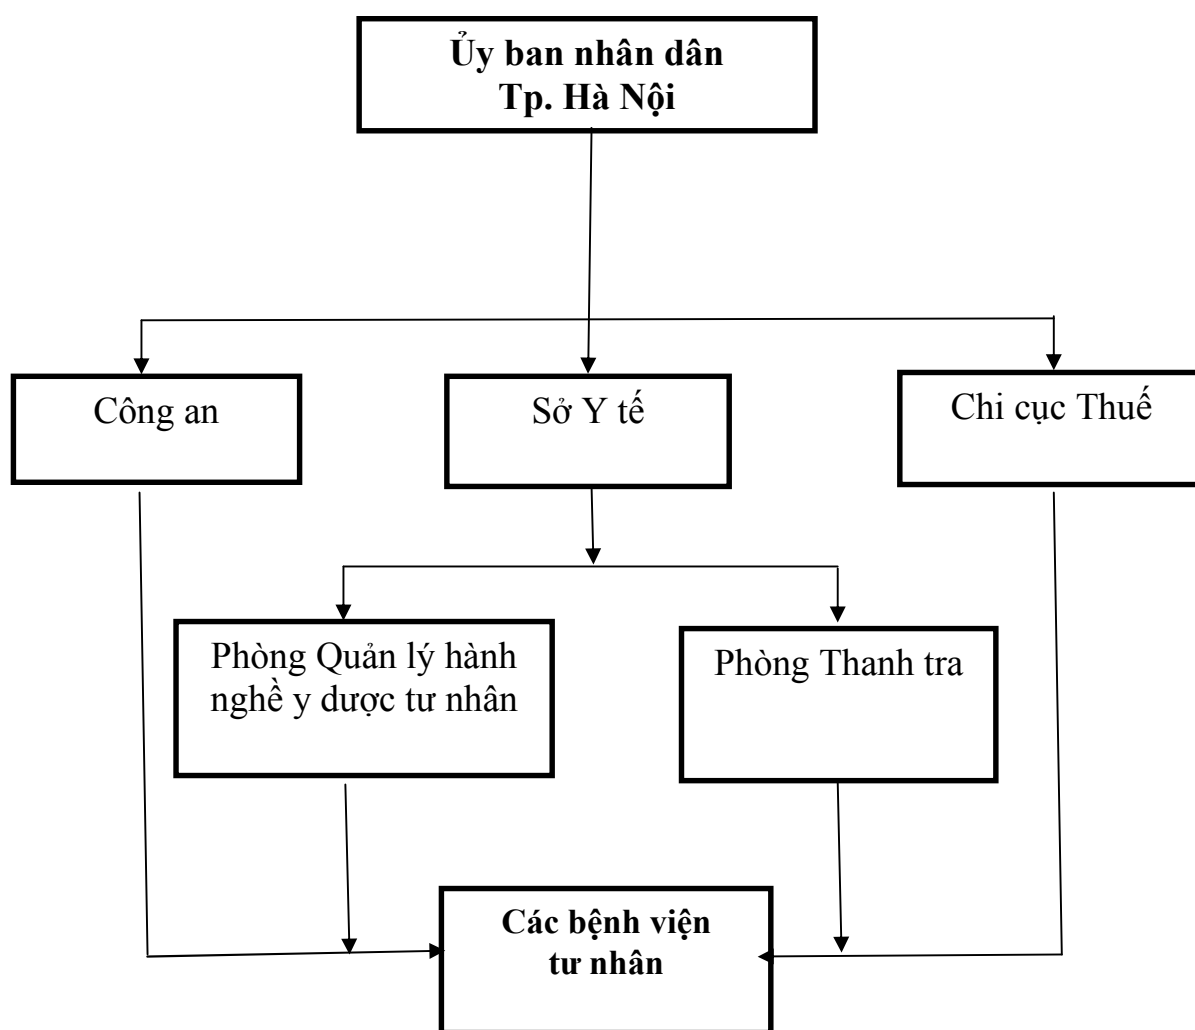 Ủy ban nhân dân
Tp. Hà Nội
Công an
Sở Y tế
Chi cục Thuế
Phòng Quản lý hành
nghề y dược tư nhân
Phòng Thanh tra
Các bệnh viện
tư nhân